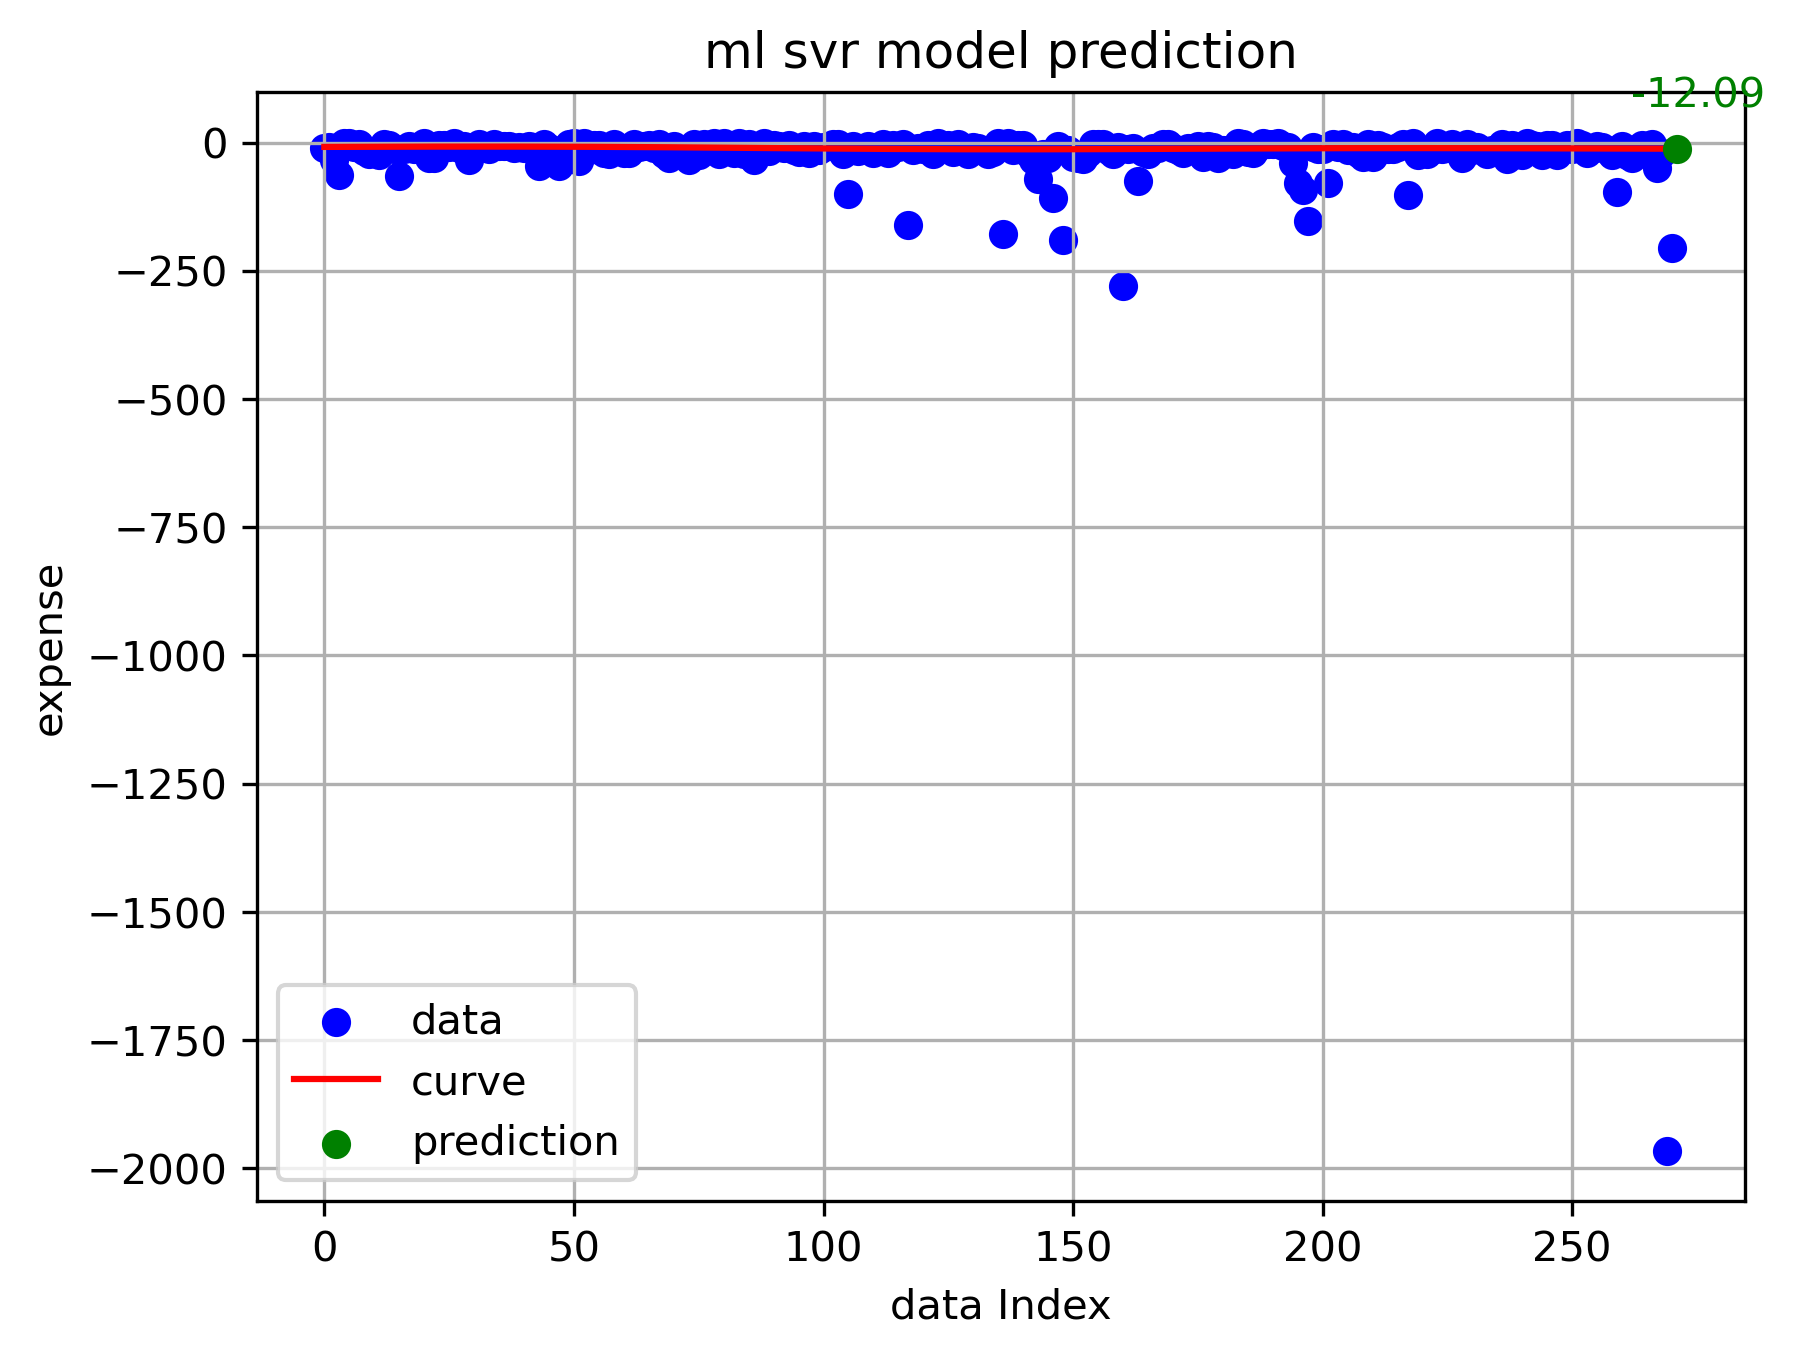 ml svr model prediction
-12.09
0
−250
−500
−750
−1000
−1250
−1500
−1750
−2000
expense
data
curve
prediction
0 50 100 150 200 250
data Index